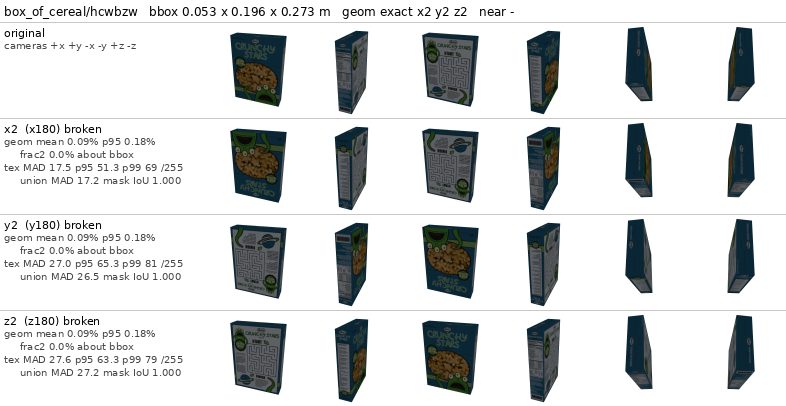 box_of_cereal/hcwbzw bbox 0.053 x 0.196 x 0.273 m geom exact x2 y2 z2 near -
original
cameras +x +y -x -y +z -z
CRUNCHY STARS
CRUNCHY STARS
x2 (x180) broken
geom mean 0.09% p95 0.18%
frac2 0.0% about bbox
tex MAD 17.5 p95 51.3 p99 69 /255
union MAD 17.2 mask IoU 1.000
CRUNCHY STARS
y2 (y180) broken
geom mean 0.09% p95 0.18%
frac2 0.0% about bbox
tex MAD 27.0 p95 65.3 p99 81 /255
union MAD 26.5 mask IoU 1.000
CRUNCHY STARS
z2 (z180) broken
geom mean 0.09% p95 0.18%
frac2 0.0% about bbox
tex MAD 27.6 p95 63.3 p99 79 /255
union MAD 27.2 mask IoU 1.000
CRUNCHY STARS
CRUNCHY STARS